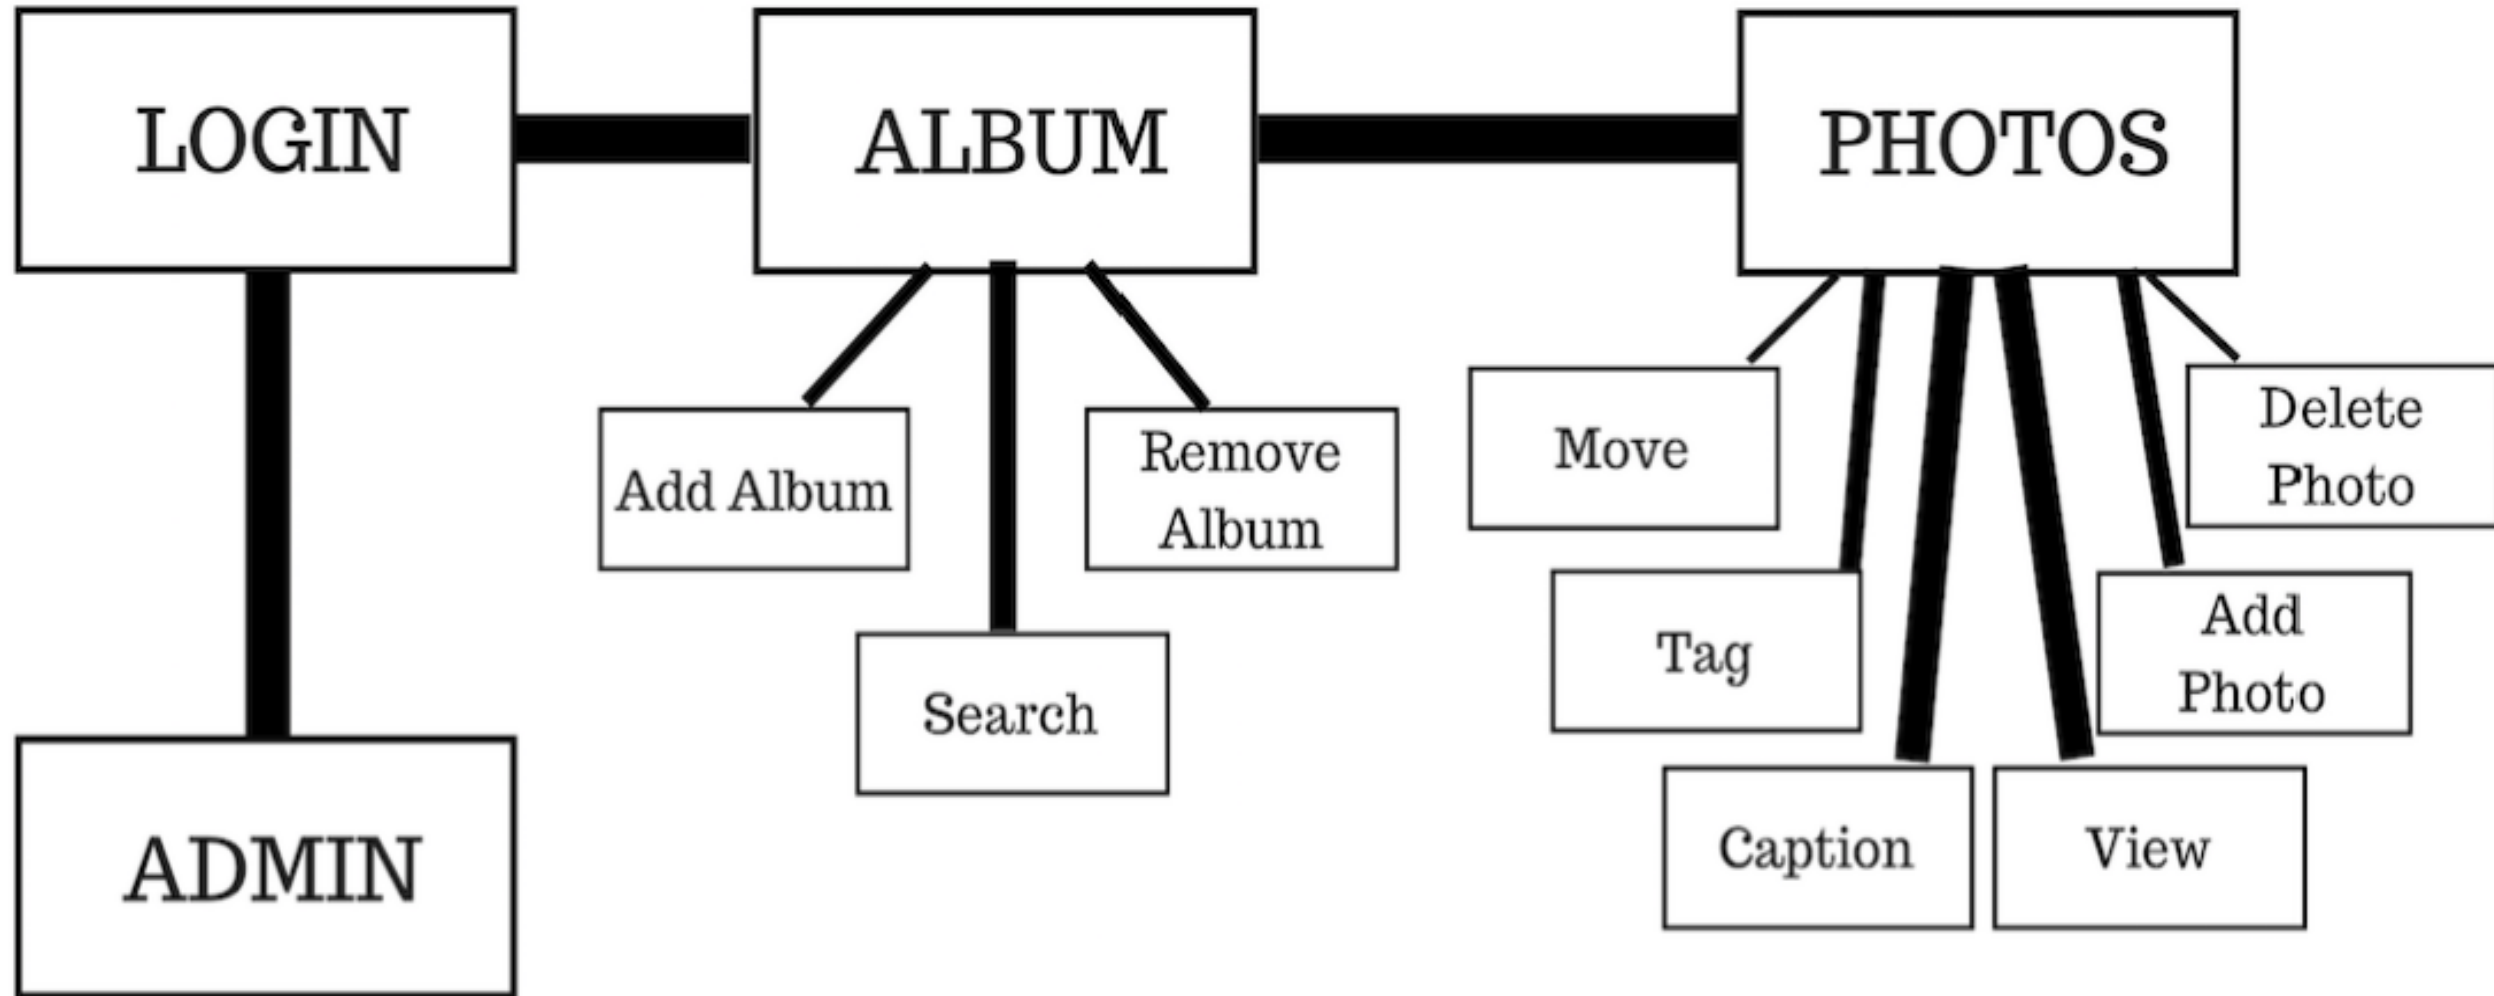 LOGIN
ALBUM
PHOTOS
Add Album
Remove
Album
Search
Move
Delete
Photo
Tag
Add
Photo
Caption
View
ADMIN